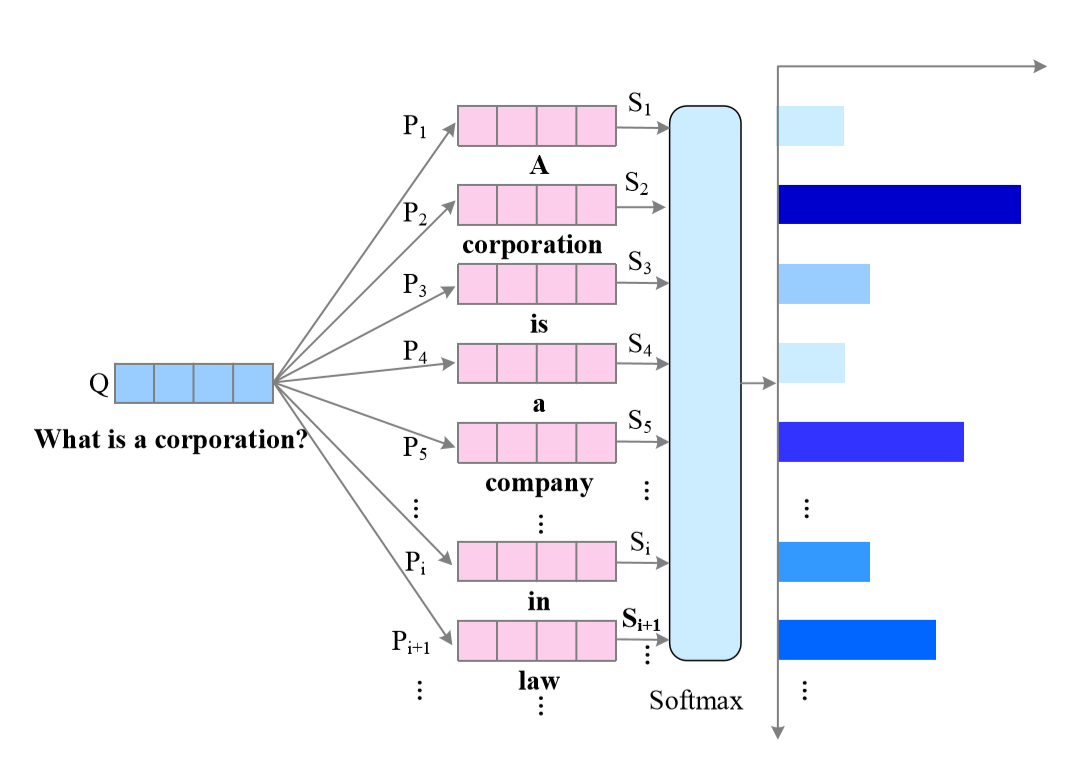 P1
S1
A
P2
S2
corporation
P3
S3
is
P4
S4
a
Q
What is a corporation?
P5
S5
company
⋮
⋮
⋮
⋮
Pi
Si
in
Pi+1
Si+1
law
⋮
⋮
⋮
⋮
Softmax